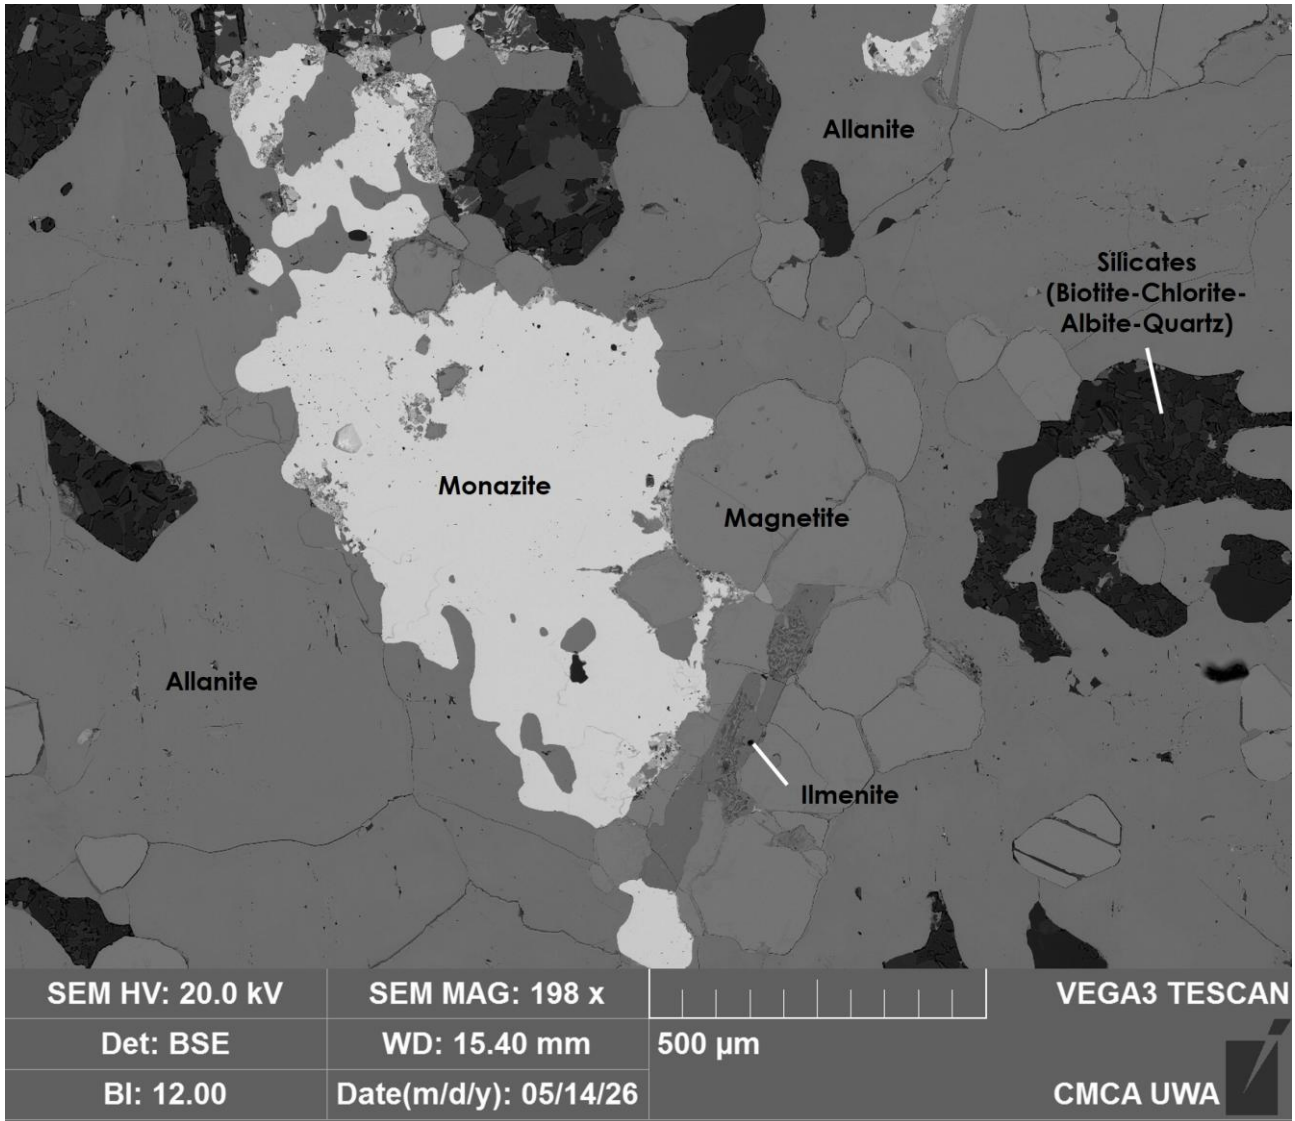 Allanite
Silicates
(Biotite-Chlorite-
Albite-Quartz)
Monazite
Magnetite
Allanite
Ilmenite
SEM HV: 20.0 kV
SEM MAG: 198 x
VEGA3 TESCAN
Det: BSE
WD: 15.40 mm
500 µm
BI: 12.00
Date(m/d/y): 05/14/26
CMCA UWA